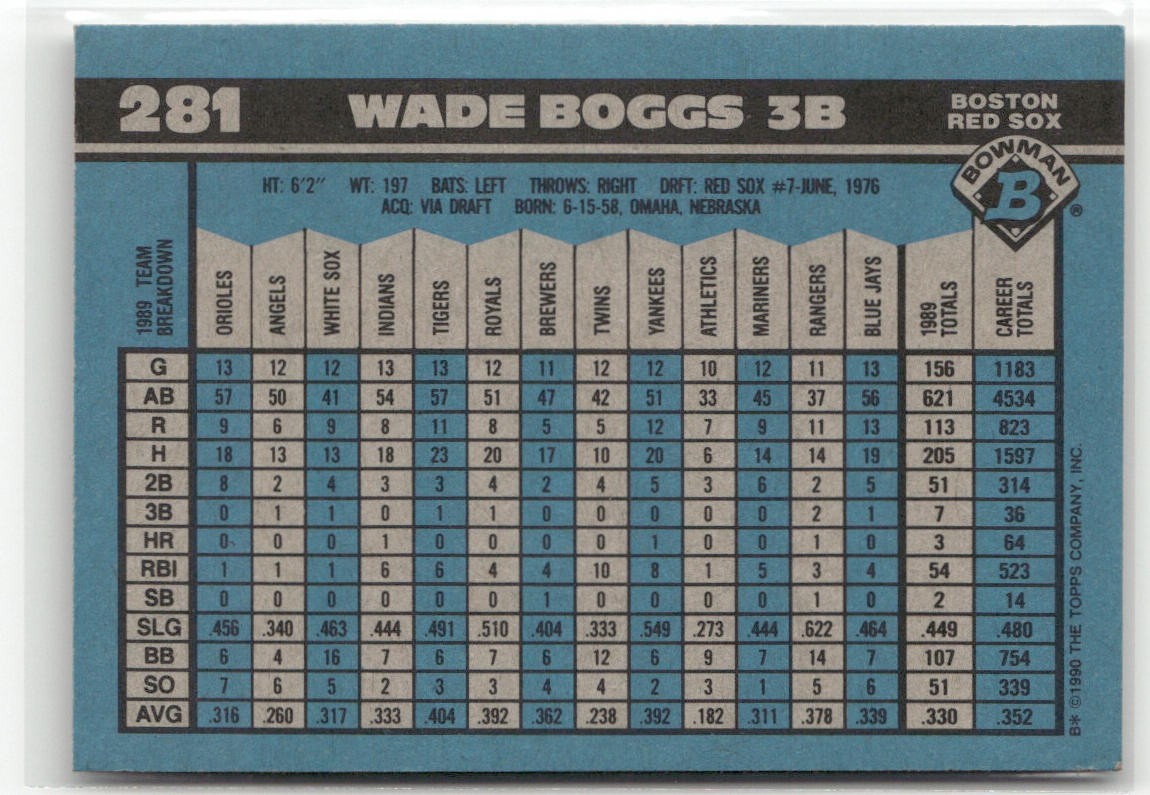 281 WADE BOGGS 3B BOSTON RED SOX
BOWMAN
B
®
HT: 6'2" WT: 197 BATS: LEFT THROWS: RIGHT DRFT: RED SOX #7-JUNE, 1976
ACQ: VIA DRAFT BORN: 6-15-58, OMAHA, NEBRASKA
1989 TEAM BREAKDOWN ORIOLES ANGELS WHITE SOX INDIANS TIGERS ROYALS BREWERS TWINS YANKEES ATHLETICS MARINERS RANGERS BLUE JAYS 1989 TOTALS CAREER TOTALS
G 13 12 12 13 13 12 11 12 12 10 12 11 13 156 1183
AB 57 50 41 54 57 51 47 42 51 33 45 37 56 621 4534
R 9 6 9 8 11 8 5 5 12 7 9 11 13 113 823
H 18 13 13 18 23 20 17 10 20 6 14 14 19 205 1597
2B 8 2 4 3 3 4 2 4 5 3 6 2 5 51 314
3B 0 1 1 0 1 1 0 0 0 0 0 2 1 7 36
HR 0 0 0 1 0 0 0 0 1 0 0 1 0 3 64
RBI 1 1 1 6 6 4 4 10 8 1 5 3 4 54 523
SB 0 0 0 0 0 0 1 0 0 0 0 1 0 2 14
SLG .456 .340 .463 .444 .491 .510 .404 .333 .549 .273 .444 .622 .464 .449 .480
BB 6 4 16 7 6 7 6 12 6 9 7 14 7 107 754
SO 7 6 5 2 3 3 4 4 2 3 1 5 6 51 339
AVG .316 .260 .317 .333 .404 .392 .362 .238 .392 .182 .311 .378 .339 .330 .352
B* ©1990 THE TOPPS COMPANY, INC.